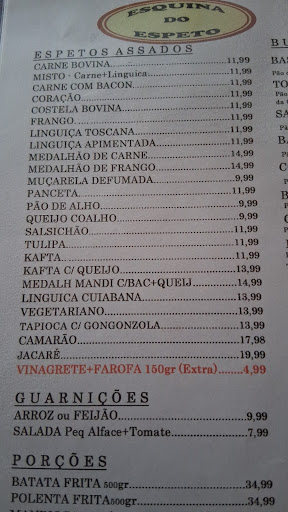 ESQUINA
DO
ESPETO
ESPETOS ASSADOS
CARNE BOVINA..........................11,99
MISTO - Carne+Linguica................11,99
CARNE COM BACON.......................11,99
CORAÇÃO...............................11,99
COSTELA BOVINA........................11,99
FRANGO................................11,99
LINGUIÇA TOSCANA......................11,99
LINGUIÇA APIMENTADA...................11,99
MEDALHÃO DE CARNE.....................14,99
MEDALHÃO DE FRANGO....................14,99
MUÇARELA DEFUMADA.....................11,99
PANCETA...............................11,99
PÃO DE ALHO...........................9,99
QUEIJO COALHO.........................9,99
SALSICHÃO.............................11,99
TULIPA................................11,99
KAFTA.................................11,99
KAFTA C/ QUEIJO.......................13,99
MEDALH MANDI C/BAC+QUEIJ..............14,99
LINGUICA CUIABANA.....................13,99
VEGETARIANO...........................13,99
TAPIOCA C/ GONGONZOLA.................13,99
CAMARÃO...............................17,98
JACARÉ................................19,99
VINAGRETE+FAROFA 150gr (Extra)........4,99
GUARNIÇÕES
ARROZ ou FEIJÃO.......................9,99
SALADA Peq Alface+Tomate..............7,99
PORÇÕES
BATATA FRITA 500gr....................34,99
POLENTA FRITA 500gr...................34,99